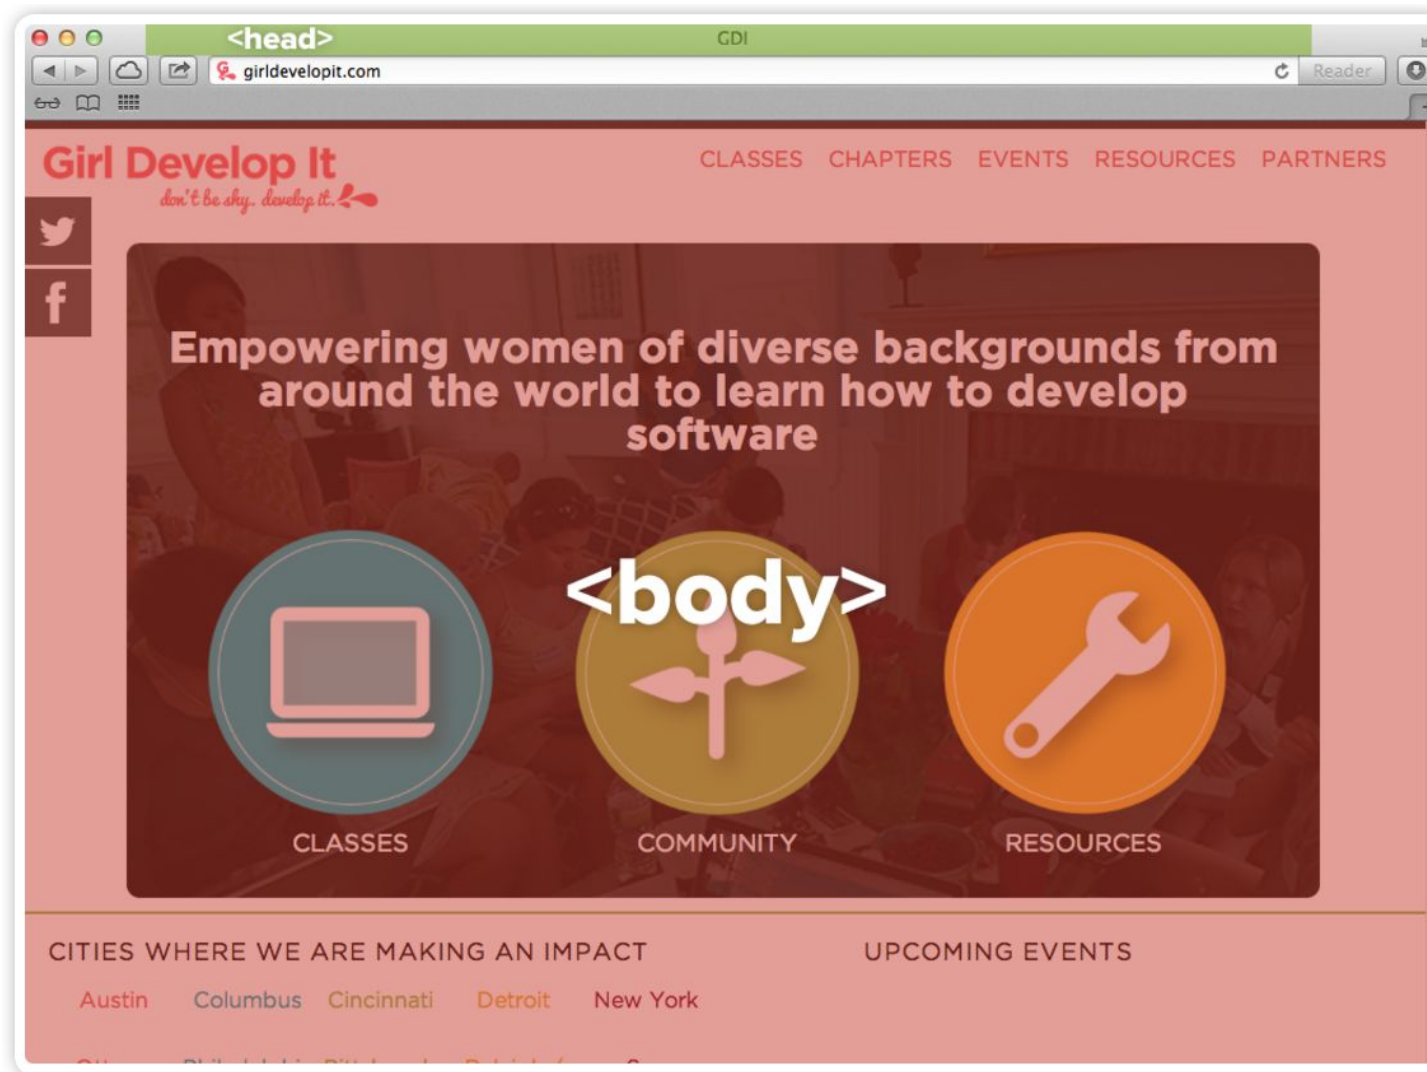 <head>
GDI
girldevelopit.com
Reader
Girl Develop It
don't be shy. develop it.
CLASSES CHAPTERS EVENTS RESOURCES PARTNERS
Empowering women of diverse backgrounds from
around the world to learn how to develop
software
<body>
CLASSES COMMUNITY RESOURCES
CITIES WHERE WE ARE MAKING AN IMPACT UPCOMING EVENTS
Austin Columbus Cincinnati Detroit New York